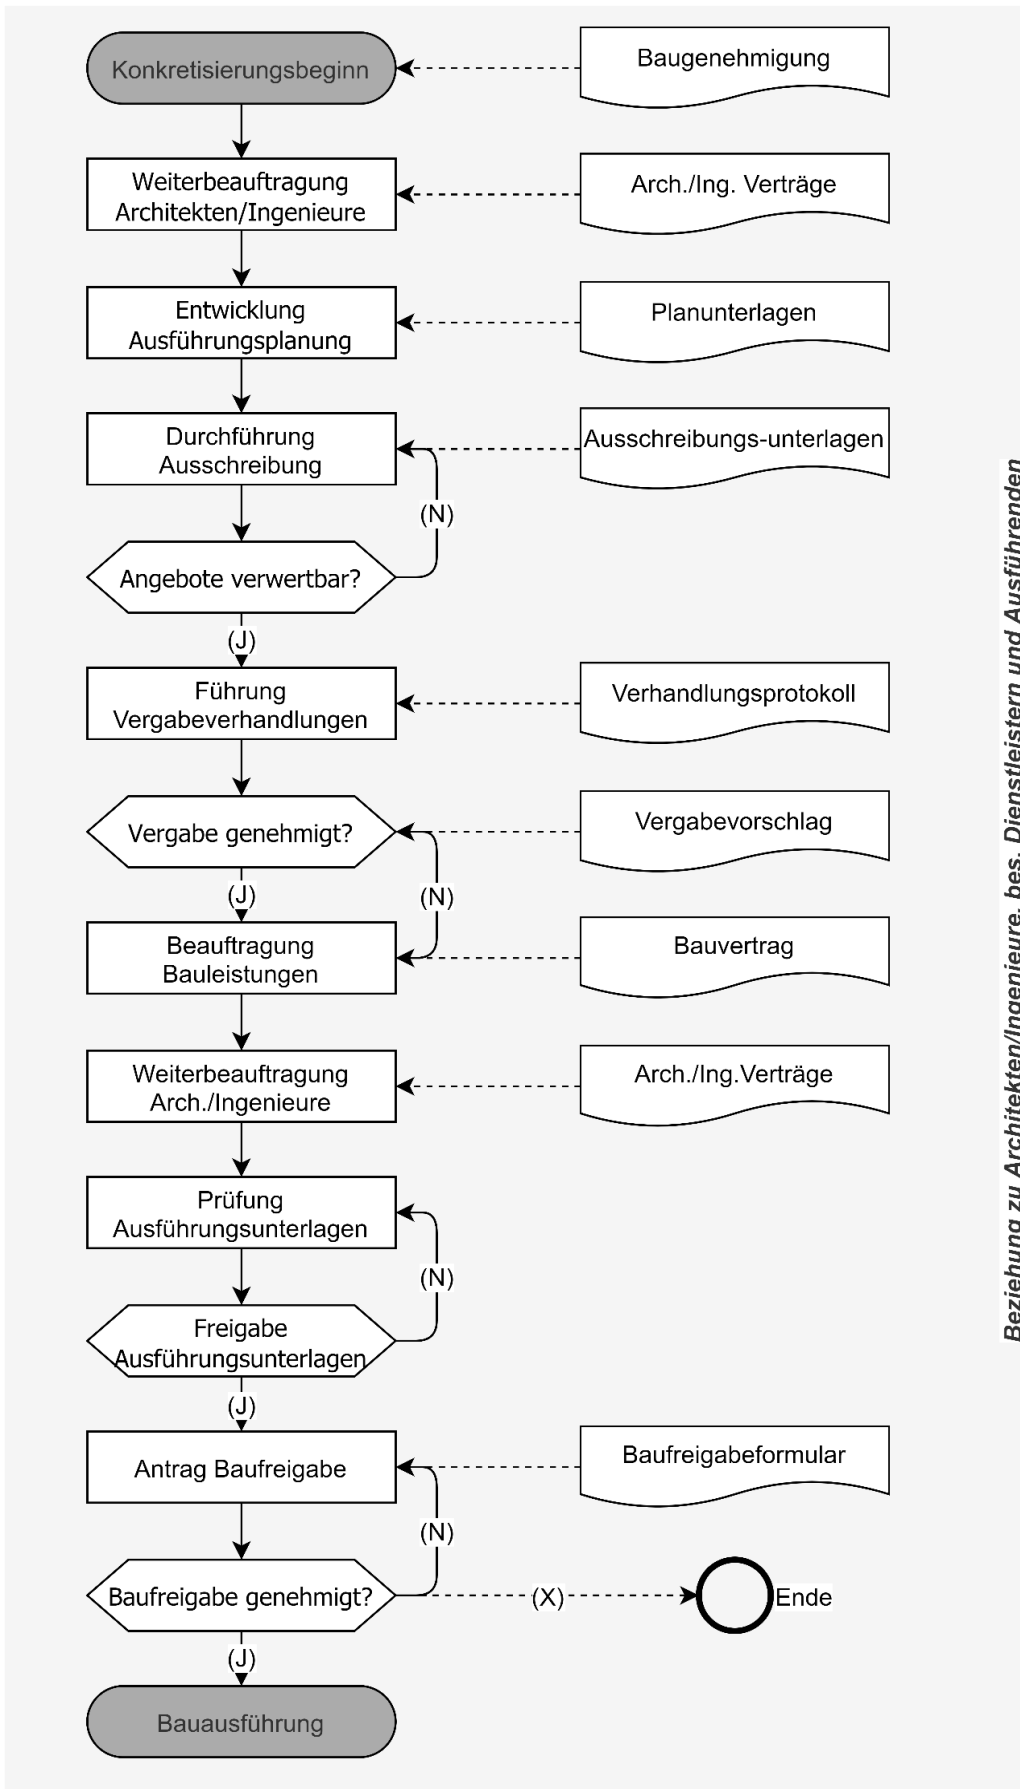 Konkretisierungsbeginn
Baugenehmigung
Weiterbeauftragung
Architekten/Ingenieure
Arch./Ing. Verträge
Entwicklung
Ausführungsplanung
Planunterlagen
Durchführung
Ausschreibung
Ausschreibungs-unterlagen
(N)
Angebote verwertbar?
(J)
Führung
Vergabeverhandlungen
Verhandlungsprotokoll
Vergabe genehmigt?
Vergabevorschlag
(J)
(N)
Beauftragung
Bauleistungen
Bauvertrag
Weiterbeauftragung
Arch./Ingenieure
Arch./Ing.Verträge
Prüfung
Ausführungsunterlagen
(N)
Freigabe
Ausführungsunterlagen
(J)
Antrag Baufreigabe
Baufreigabeformular
(N)
Baufreigabe genehmigt?
(X)
Ende
(J)
Bauausführung
Beziehung zu Architekten/Ingenieure, bes. Dienstleistern und Ausführenden